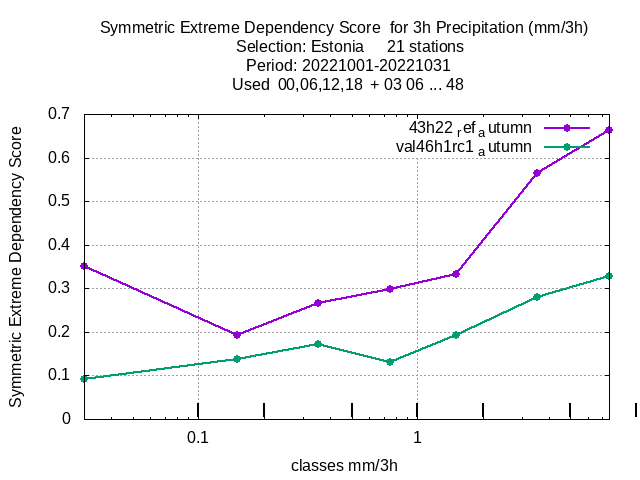 Symmetric Extreme Dependency Score  for 3h Precipitation (mm/3h)
Selection: Estonia     21 stations
Period: 20221001-20221031
Used  00,06,12,18  + 03 06 ... 48
0.7
43h22 ref autumn
val46h1rc1 autumn
0.6
0.5
0.4
0.3
0.2
0.1
0
Symmetric Extreme Dependency Score
0.1
1
classes mm/3h